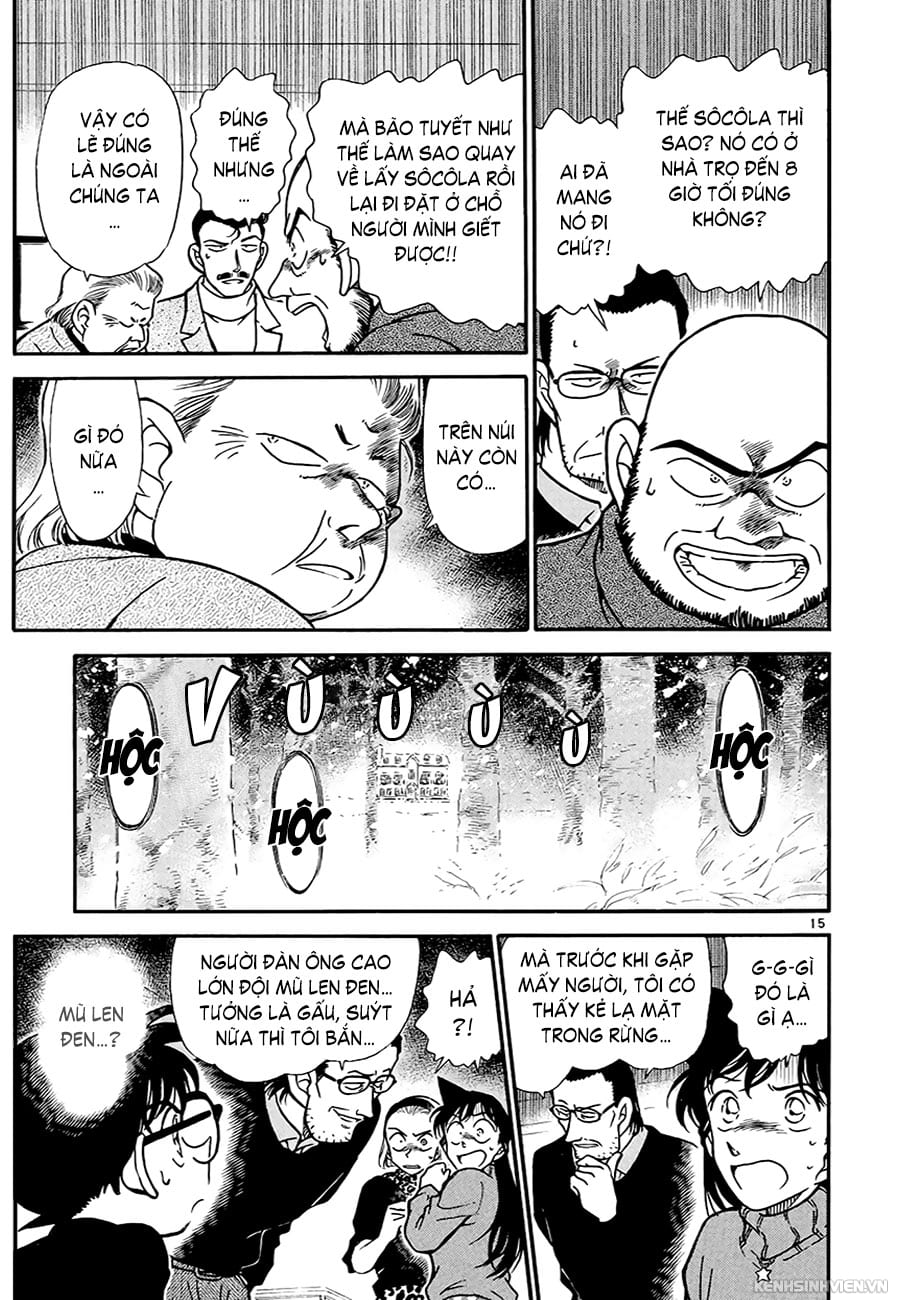 THẾ SÔCÔLA THÌ
SAO? NÓ CÓ Ở
NHÀ TRỌ ĐẾN 8
GIỜ TỐI ĐÚNG
KHÔNG?
AI ĐÃ
MANG
NÓ ĐI
CHỨ?!
MÀ BÃO TUYẾT NHƯ
THẾ LÀM SAO QUAY
VỀ LẤY SÔCÔLA RỒI
LẠI ĐI ĐẶT Ở CHỖ
NGƯỜI MÌNH GIẾT
ĐƯỢC!!
ĐÚNG
THẾ
NHƯNG
...
VẬY CÓ
LẼ ĐÚNG
LÀ NGOÀI
CHÚNG TA
...
TRÊN NÚI
NÀY CÒN
CÓ...
GÌ ĐÓ
NỮA
...
HỘC
VÙÙÙÙ
HỘC
HỘC
15
G-G-GÌ
ĐÓ LÀ
GÌ Ạ...
MÀ TRƯỚC KHI GẶP
MẤY NGƯỜI, TÔI CÓ
THẤY KẺ LẠ MẶT
TRONG RỪNG...
HẢ
?!
NGƯỜI ĐÀN ÔNG CAO
LỚN ĐỘI MŨ LEN ĐEN...
TƯỞNG LÀ GẤU, SUÝT
NỮA THÌ TÔI BẮN...
MŨ LEN
ĐEN...?
KENHSINHVIEN.VN